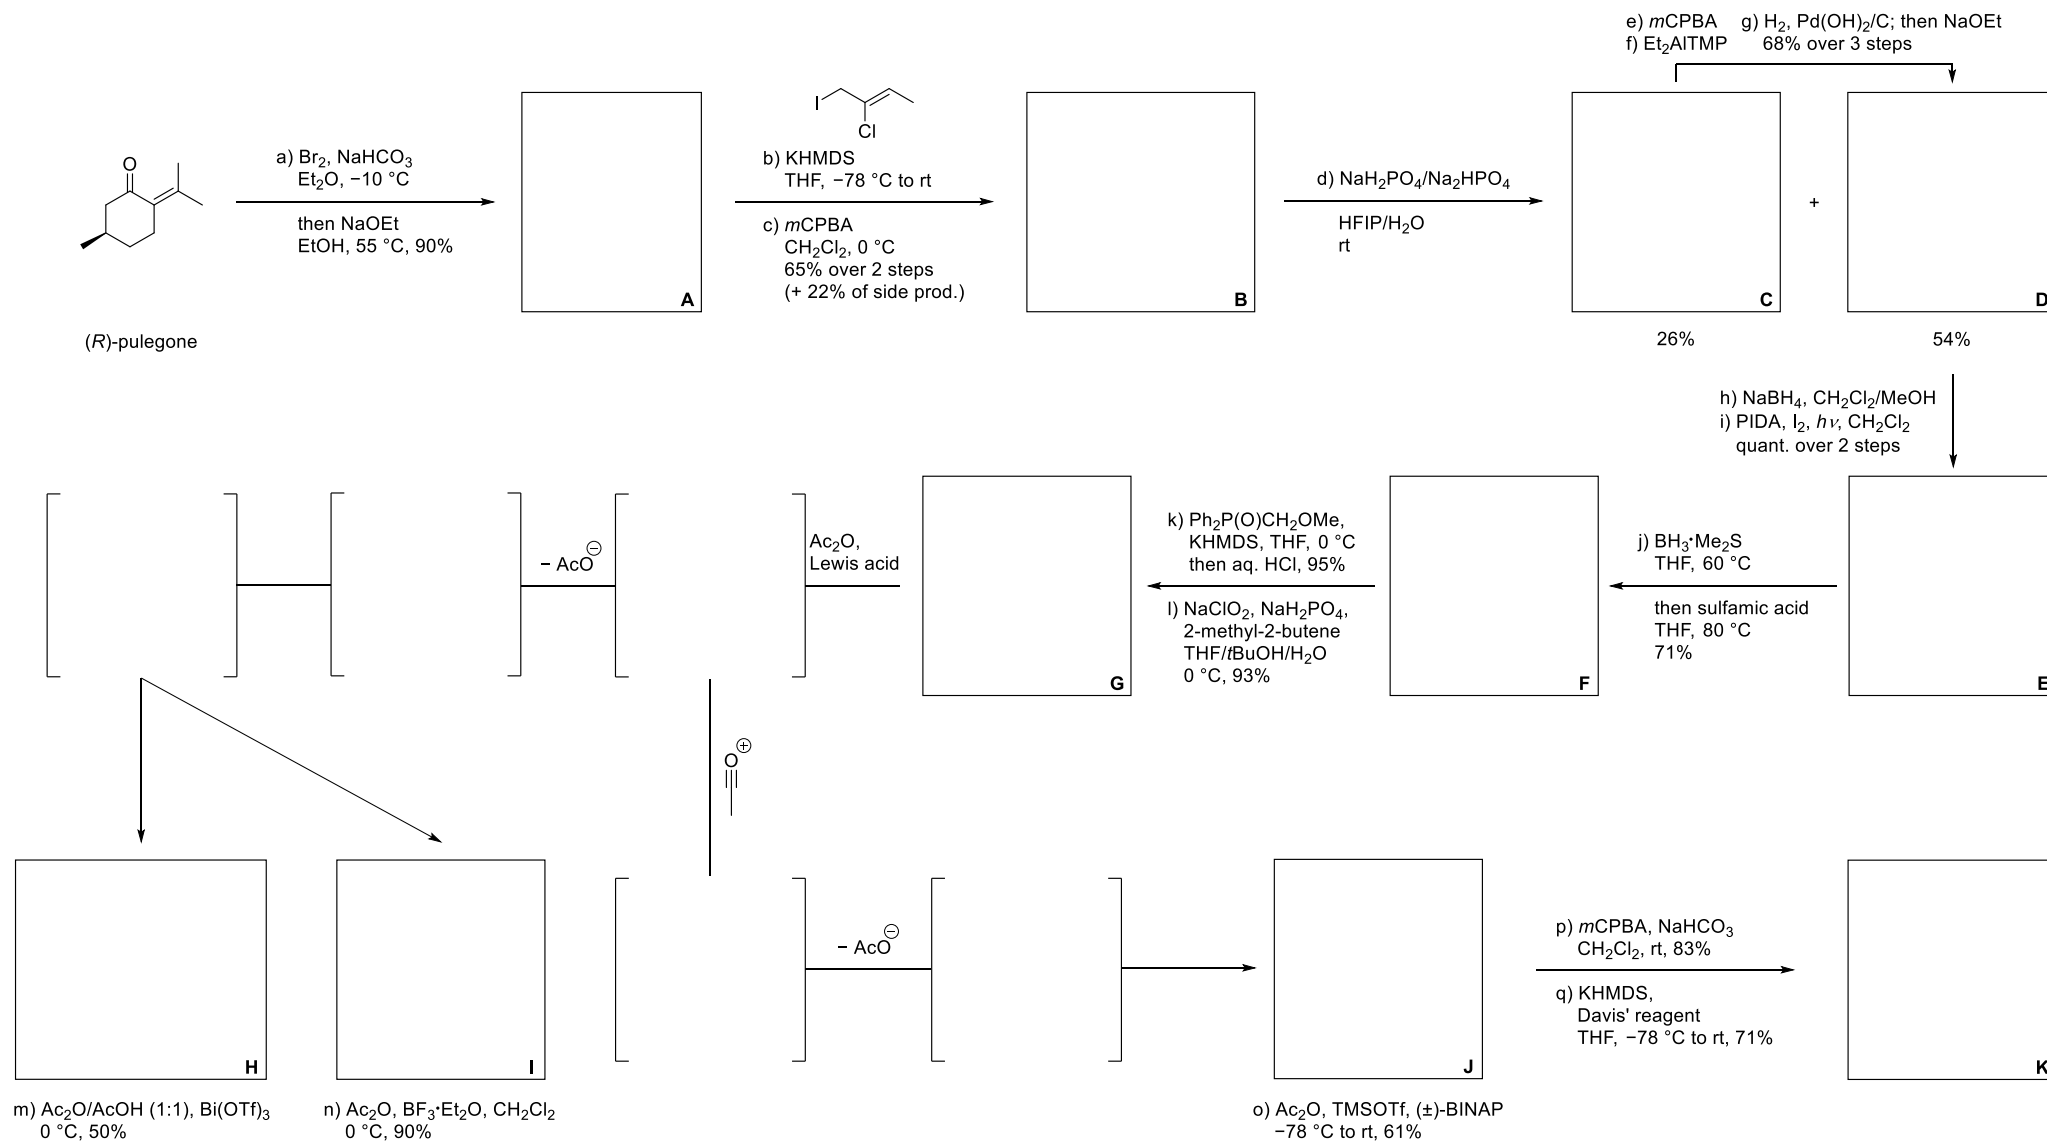 e) mCPBA
f) Et₂AlTMP
g) H₂, Pd(OH)₂/C; then NaOEt
68% over 3 steps
O
(R)-pulegone
a) Br₂, NaHCO₃
Et₂O, −10 °C
then NaOEt
EtOH, 55 °C, 90%
A
I
Cl
b) KHMDS
THF, −78 °C to rt
c) mCPBA
CH₂Cl₂, 0 °C
65% over 2 steps
(+ 22% of side prod.)
B
d) NaH₂PO₄/Na₂HPO₄
HFIP/H₂O
rt
C
26%
+
D
54%
h) NaBH₄, CH₂Cl₂/MeOH
i) PIDA, I₂, hν, CH₂Cl₂
quant. over 2 steps
E
j) BH₃•Me₂S
THF, 60 °C
then sulfamic acid
THF, 80 °C
71%
F
k) Ph₂P(O)CH₂OMe,
KHMDS, THF, 0 °C
then aq. HCl, 95%
l) NaClO₂, NaH₂PO₄,
2-methyl-2-butene
THF/tBuOH/H₂O
0 °C, 93%
G
Ac₂O,
Lewis acid
− AcO⊖
O⊕
H
m) Ac₂O/AcOH (1:1), Bi(OTf)₃
0 °C, 50%
I
n) Ac₂O, BF₃•Et₂O, CH₂Cl₂
0 °C, 90%
− AcO⊖
J
o) Ac₂O, TMSOTf, (±)-BINAP
−78 °C to rt, 61%
p) mCPBA, NaHCO₃
CH₂Cl₂, rt, 83%
q) KHMDS,
Davis' reagent
THF, −78 °C to rt, 71%
K